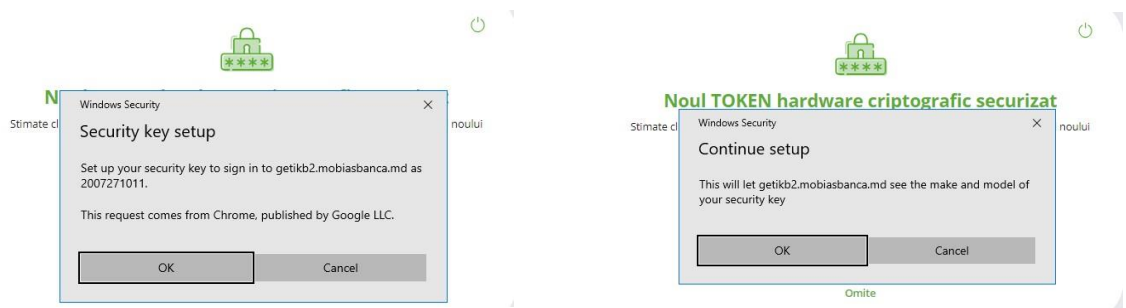 ****
Stimate cl
noului
Windows Security
Security key setup
Set up your security key to sign in to getikb2.mobiasbanca.md as
2007271011.
This request comes from Chrome, published by Google LLC.
OK
Cancel
****
Noul TOKEN hardware criptografic securizat
Stimate cl
noului
Windows Security
Continue setup
This will let getikb2.mobiasbanca.md see the make and model of
your security key
OK
Cancel
Omite